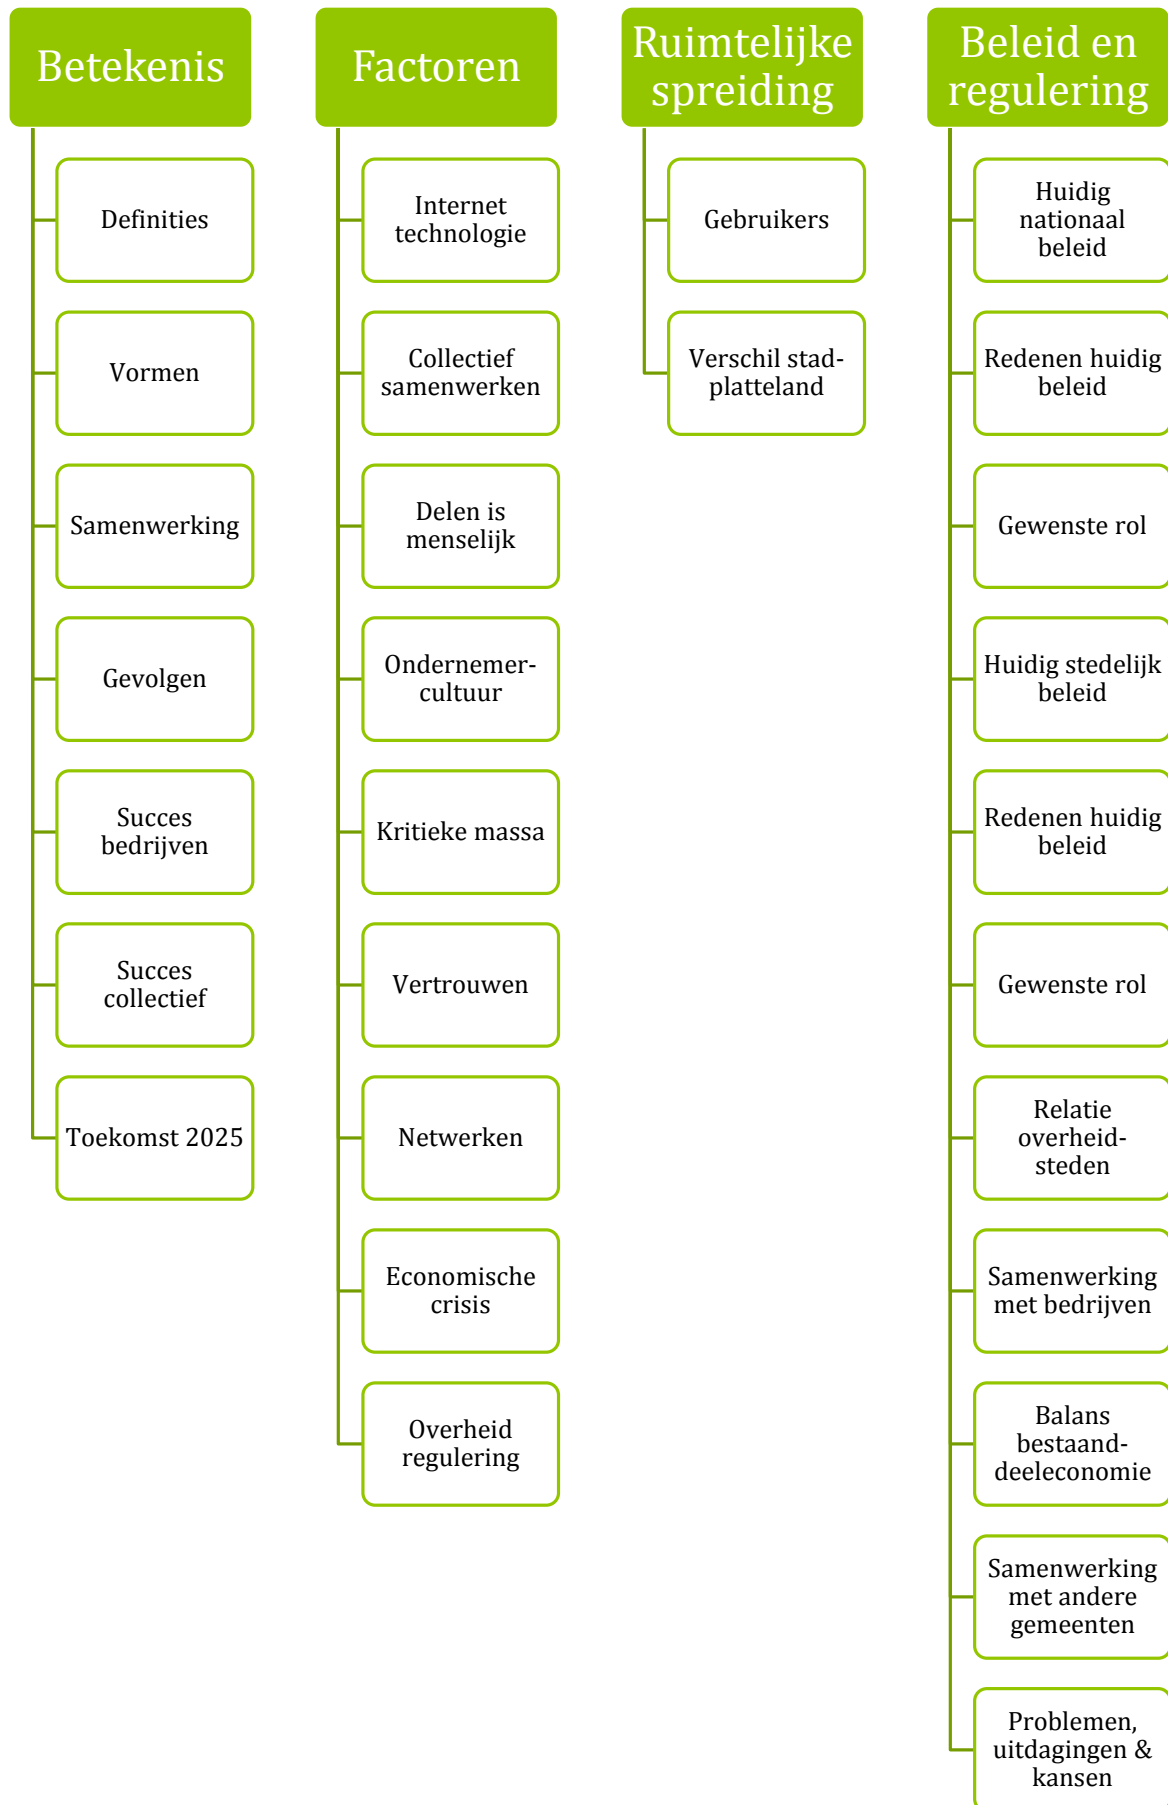 Betekenis
Definities
Vormen
Samenwerking
Gevolgen
Succes
bedrijven
Succes
collectief
Toekomst 2025
Factoren
Internet
technologie
Collectief
samenwerken
Delen is
menselijk
Ondernemer-
cultuur
Kritieke massa
Vertrouwen
Netwerken
Economische
crisis
Overheid
regulering
Ruimtelijke
spreiding
Gebruikers
Verschil stad-
platteland
Beleid en
regulering
Huidig
nationaal
beleid
Redenen huidig
beleid
Gewenste rol
Huidig stedelijk
beleid
Redenen huidig
beleid
Gewenste rol
Relatie
overheid-
steden
Samenwerking
met bedrijven
Balans
bestaand-
deeleconomie
Samenwerking
met andere
gemeenten
Problemen,
uitdagingen &
kansen